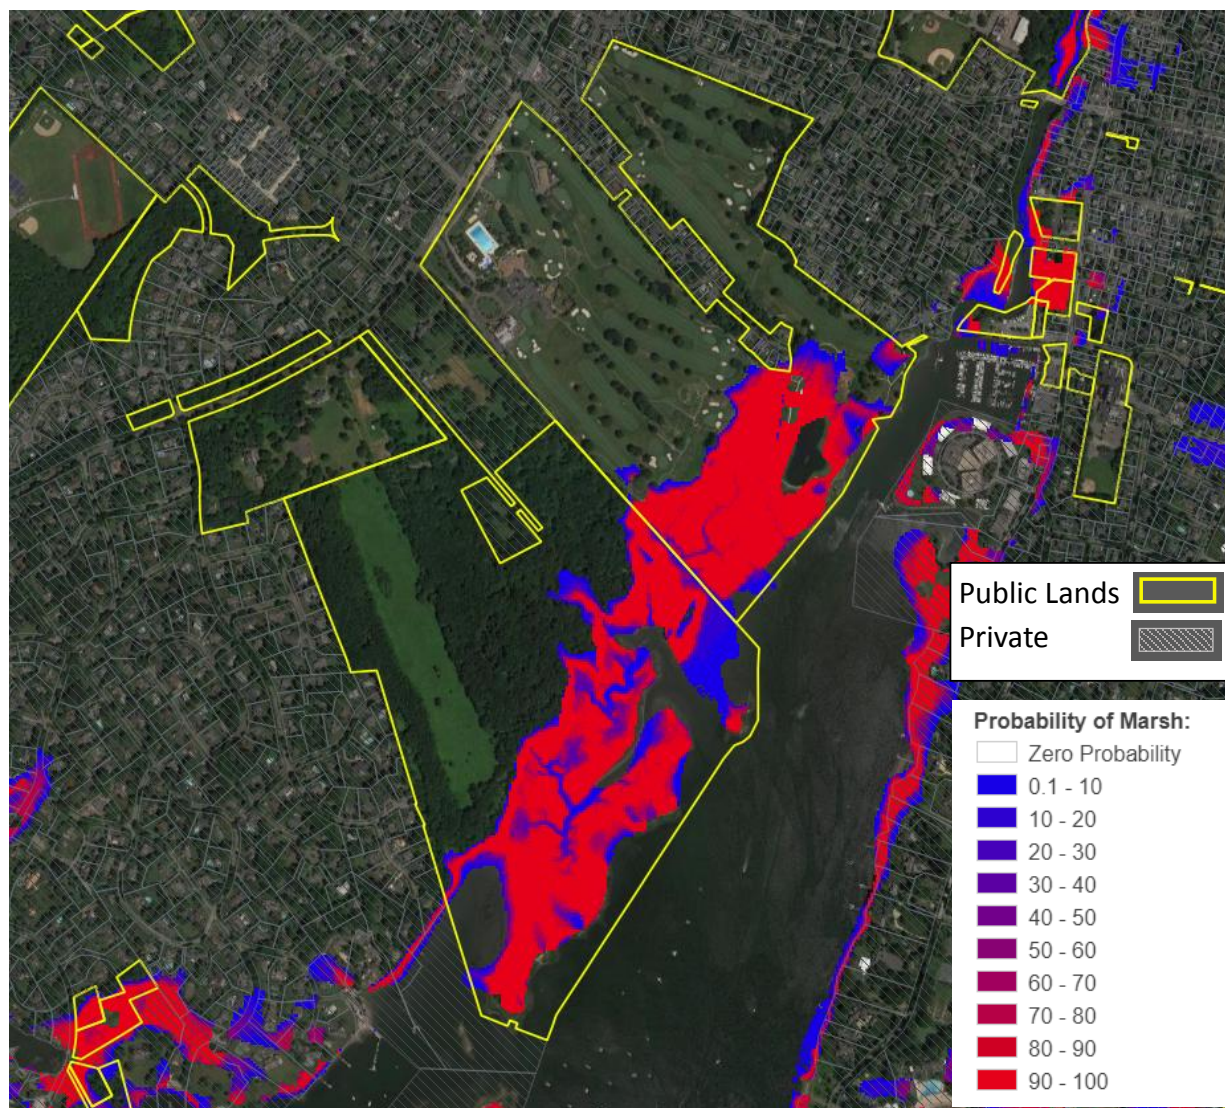 Public Lands
Private
Probability of Marsh:
Zero Probability
0.1 - 10
10 - 20
20 - 30
30 - 40
40 - 50
50 - 60
60 - 70
70 - 80
80 - 90
90 - 100